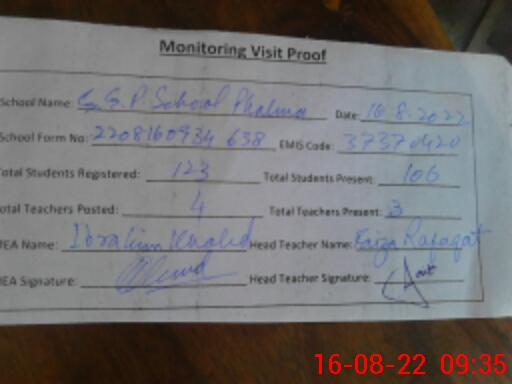 Monitoring Visit Proof
School Name: G.G.P. School Phalina Date: 16.8.2022
School Form No: 2208160934 638 EMIS Code: 37370420
Total Students Registered: 123 Total Students Present: 106
Total Teachers Posted: 4 Total Teachers Present: 3
MEA Name: Ibrahim Khalid Head Teacher Name: Faiza Rafaqat
MEA Signature: Head Teacher Signature:
16-08-22 09:35